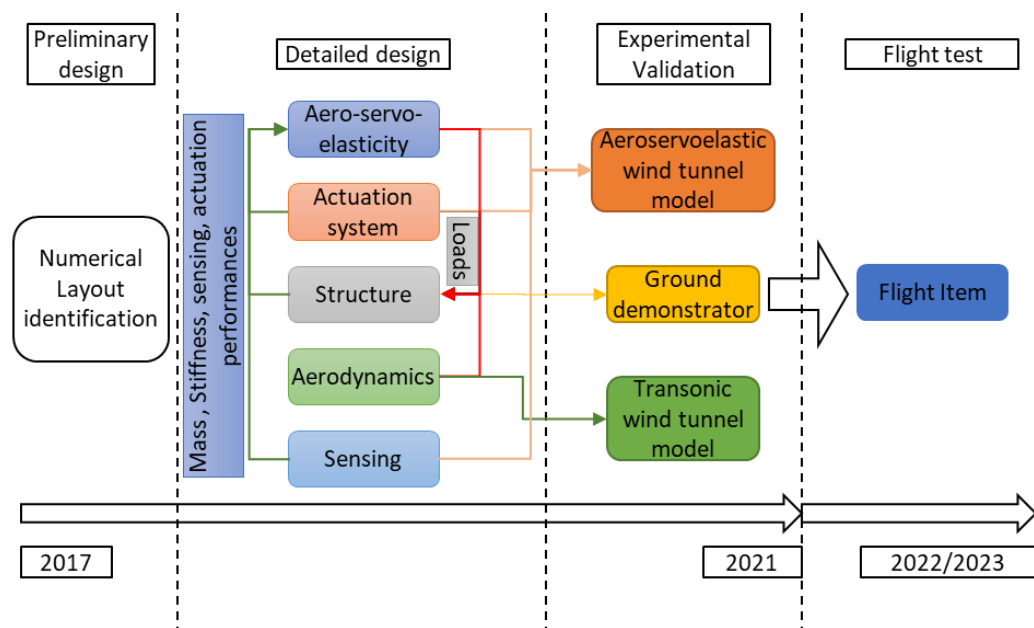 Preliminary
design
Detailed design
Experimental
Validation
Flight test
Numerical
Layout
identification
Mass , Stiffness, sensing, actuation
performances
Aero-servo-
elasticity
Actuation
system
Structure
Aerodynamics
Sensing
Loads
Aeroservoelastic
wind tunnel
model
Ground
demonstrator
Transonic
wind tunnel
model
Flight Item
2017
2021
2022/2023